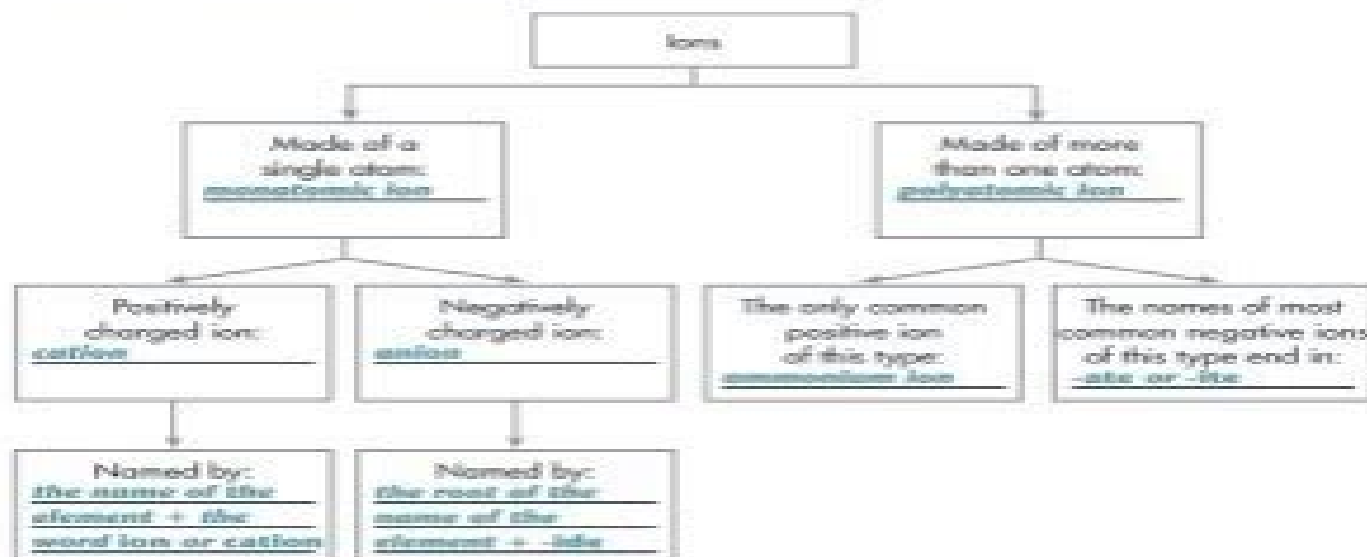 Ions
Made of a
single atom:
monatomic ion
Made of more
than one atom:
polyatomic ion
Positively
charged ion:
cation
Negatively
charged ion:
anion
The only common
positive ion
of this type:
ammonium ion
The names of most
common negative ions
of this type end in:
-ate or -ite
Named by:
the name of the
element + the
word ion or cation
Named by:
the root of the
name of the
element + -ide